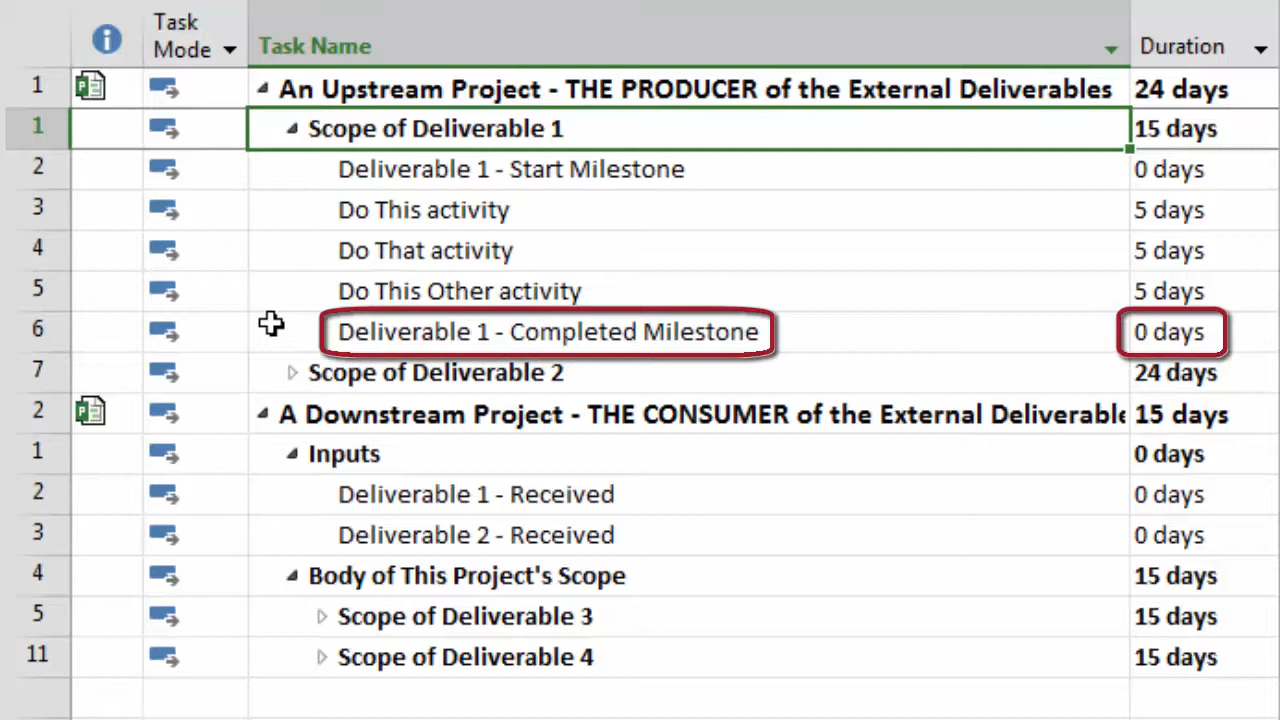 Task Mode Task Name Duration
1 An Upstream Project - THE PRODUCER of the External Deliverables 24 days
1 Scope of Deliverable 1 15 days
2 Deliverable 1 - Start Milestone 0 days
3 Do This activity 5 days
4 Do That activity 5 days
5 Do This Other activity 5 days
6 Deliverable 1 - Completed Milestone 0 days
7 Scope of Deliverable 2 24 days
2 A Downstream Project - THE CONSUMER of the External Deliverable 15 days
1 Inputs 0 days
2 Deliverable 1 - Received 0 days
3 Deliverable 2 - Received 0 days
4 Body of This Project's Scope 15 days
5 Scope of Deliverable 3 15 days
11 Scope of Deliverable 4 15 days